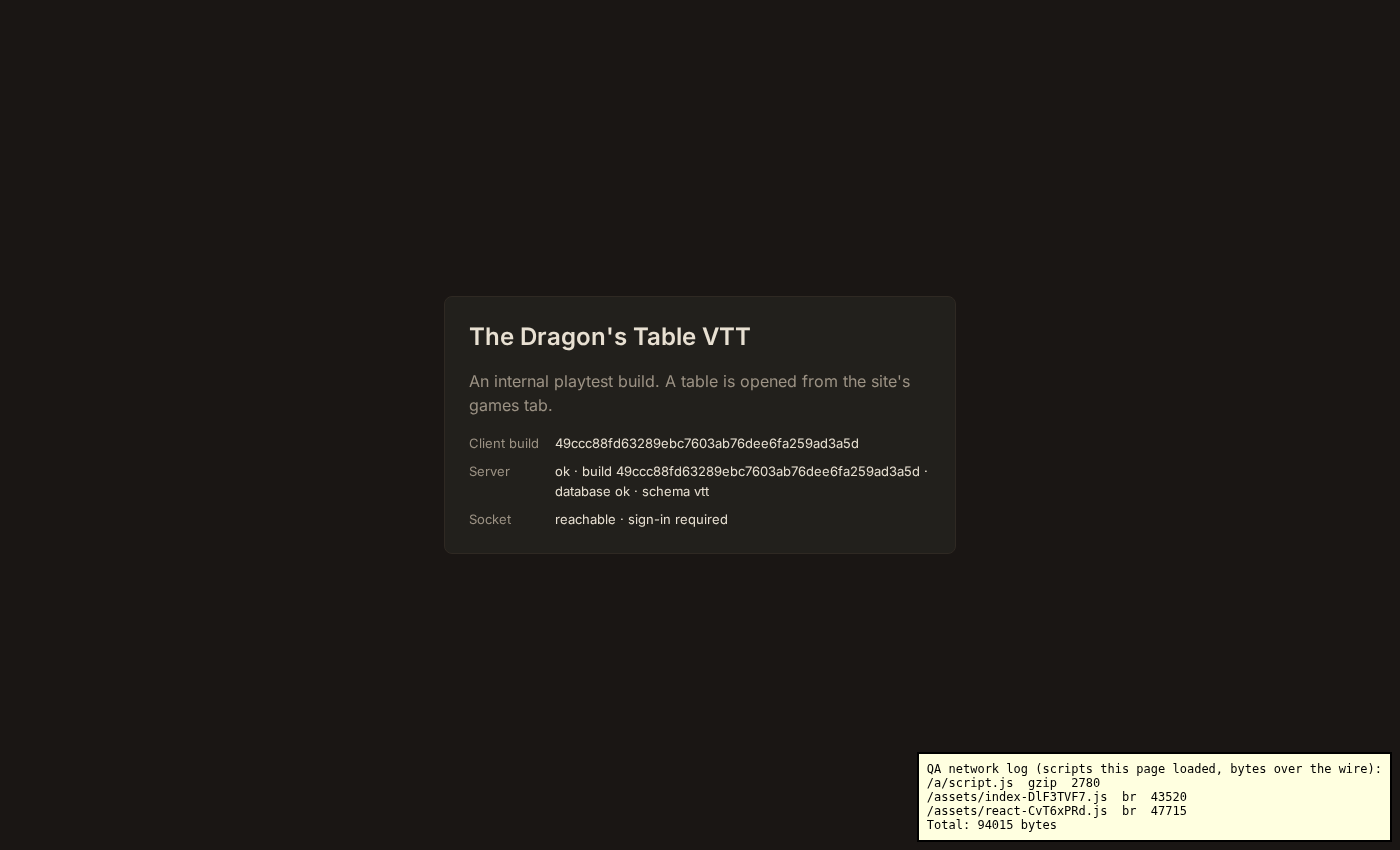 The Dragon's Table VTT
An internal playtest build. A table is opened from the site's
games tab.
Client build 49ccc88fd63289ebc7603ab76dee6fa259ad3a5d
Server ok · build 49ccc88fd63289ebc7603ab76dee6fa259ad3a5d ·
database ok · schema vtt
Socket reachable · sign-in required
QA network log (scripts this page loaded, bytes over the wire):
/a/script.js gzip 2780
/assets/index-DlF3TVF7.js br 43520
/assets/react-CvT6xPRd.js br 47715
Total: 94015 bytes